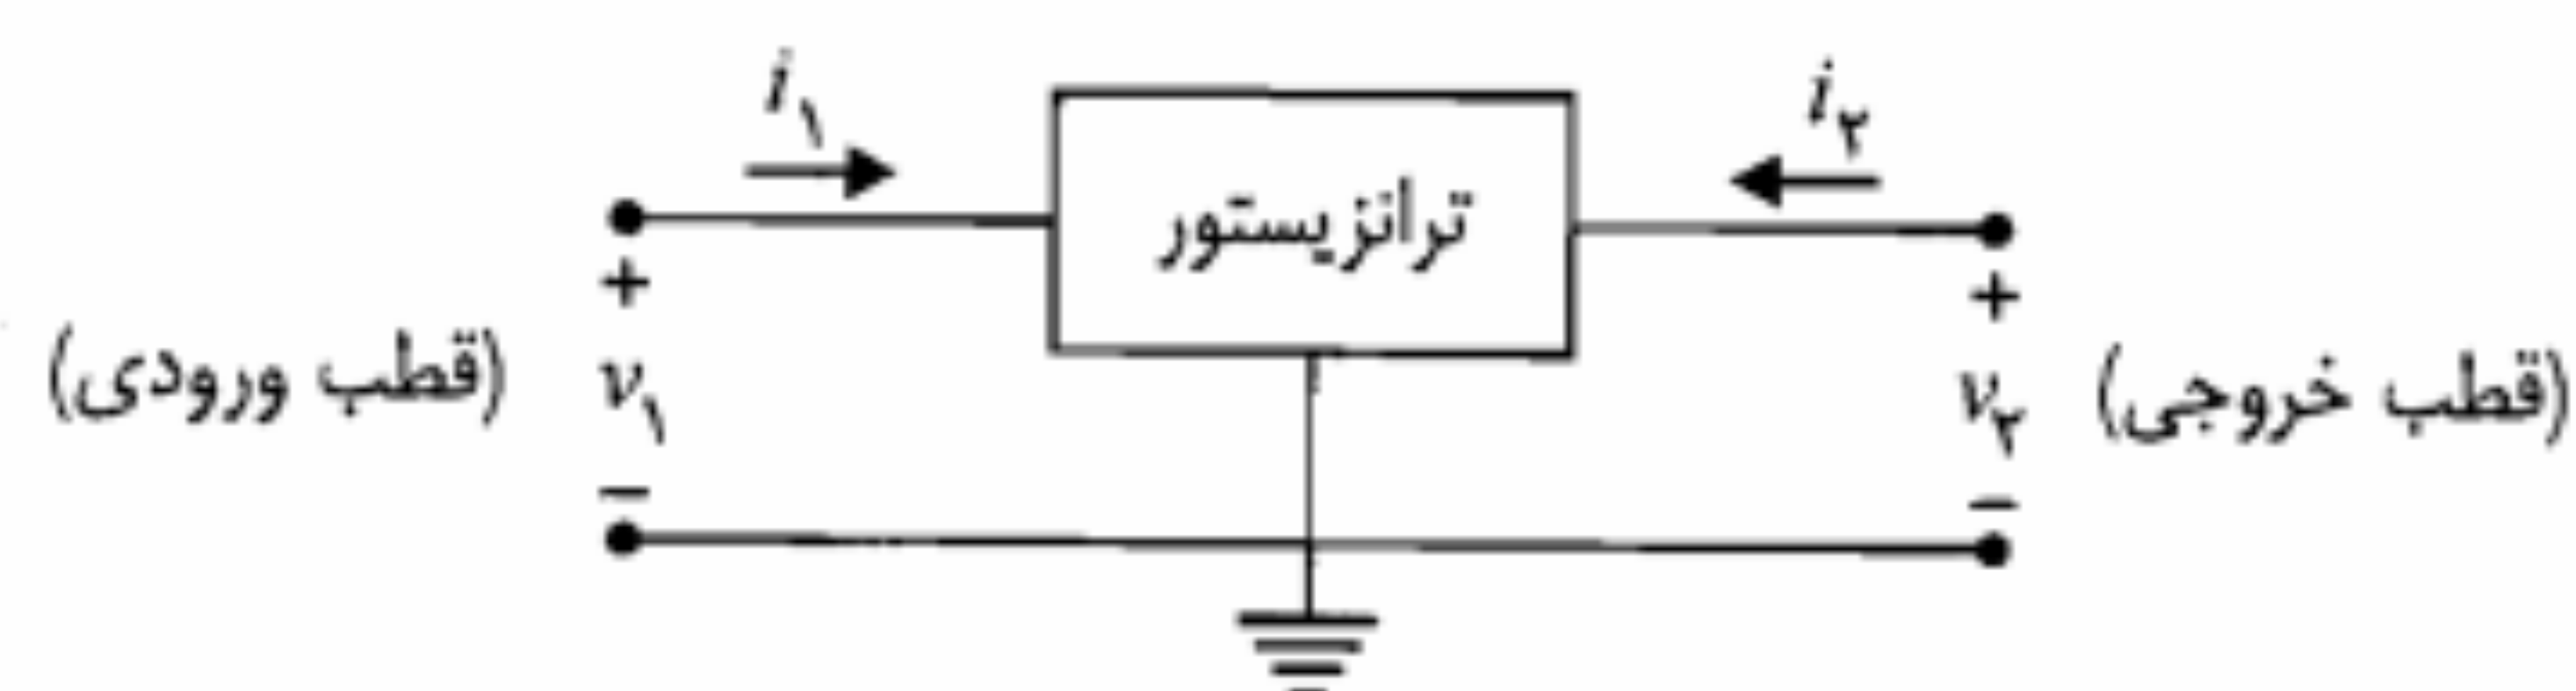 i۱
i۲
ترانزیستور
+
+
(قطب ورودی)
v۱
v۲
(قطب خروجی)
−
−